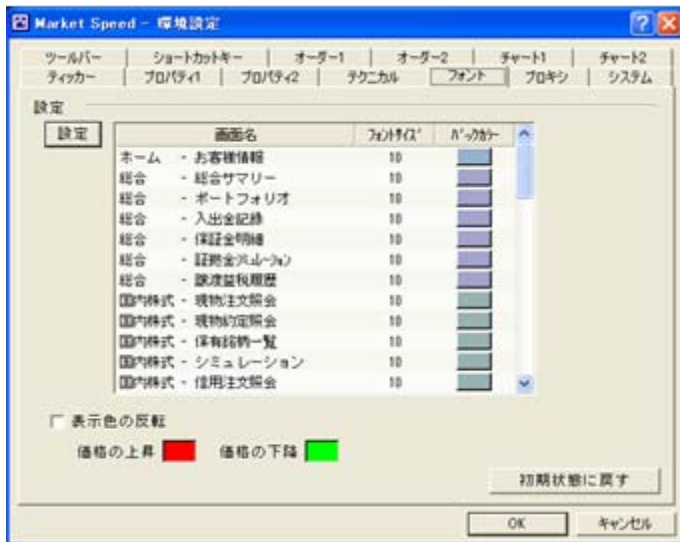 Market Speed - 環境設定
ツールバー ショートカットキー オーダー1 オーダー2 チャート1 チャート2
ティッカー プロパティ1 プロパティ2 テクニカル フォント プロキシ システム
設定
設定 画面名 フォントサイズ バックカラー
ホーム - お客様情報 10
総合 - 総合サマリー 10
総合 - ポートフォリオ 10
総合 - 入出金記録 10
総合 - 保証金明細 10
総合 - 証拠金シミュレーション 10
総合 - 譲渡益税履歴 10
国内株式 - 現物注文照会 10
国内株式 - 現物約定照会 10
国内株式 - 保有銘柄一覧 10
国内株式 - シミュレーション 10
国内株式 - 信用注文照会 10
表示色の反転
価格の上昇 価格の下降
初期状態に戻す
OK キャンセル